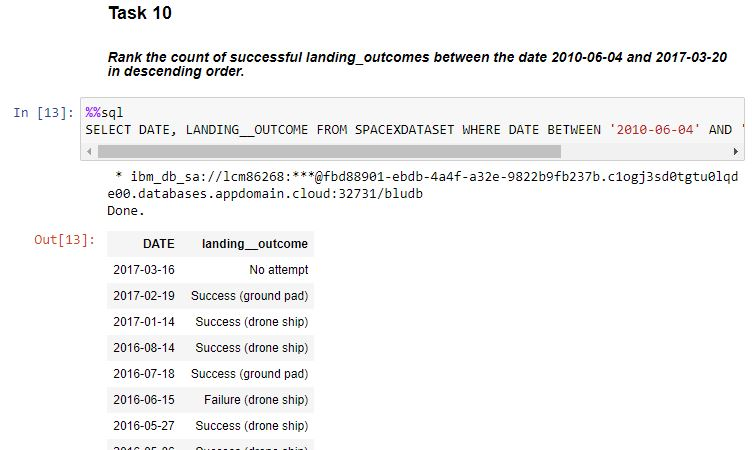 Task 10
Rank the count of successful landing_outcomes between the date 2010-06-04 and 2017-03-20
in descending order.
In [13]:
%%sql
SELECT DATE, LANDING__OUTCOME FROM SPACEXDATASET WHERE DATE BETWEEN '2010-06-04' AND '
* ibm_db_sa://lcm86268:***@fbd88901-ebdb-4a4f-a32e-9822b9fb237b.c1ogj3sd0tgtu0lqd
e00.databases.appdomain.cloud:32731/bludb
Done.
Out[13]:
DATE landing__outcome
2017-03-16 No attempt
2017-02-19 Success (ground pad)
2017-01-14 Success (drone ship)
2016-08-14 Success (drone ship)
2016-07-18 Success (ground pad)
2016-06-15 Failure (drone ship)
2016-05-27 Success (drone ship)